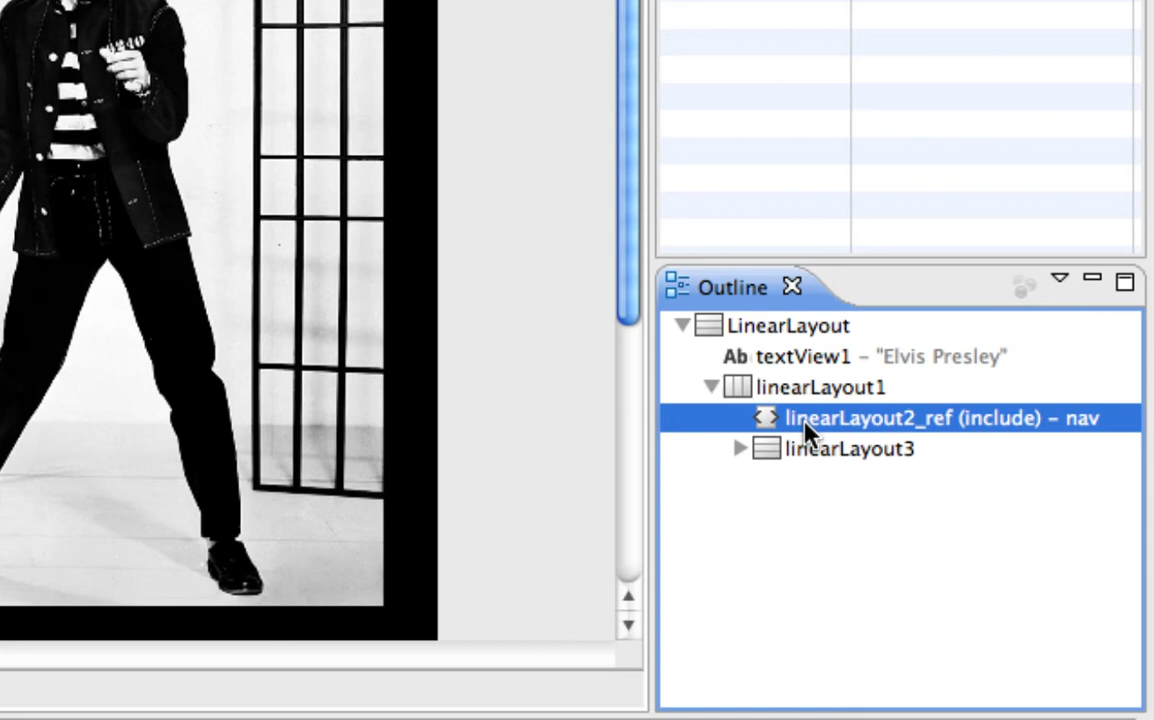 Outline
LinearLayout
Ab textView1 – "Elvis Presley"
linearLayout1
linearLayout2_ref (include) – nav
linearLayout3